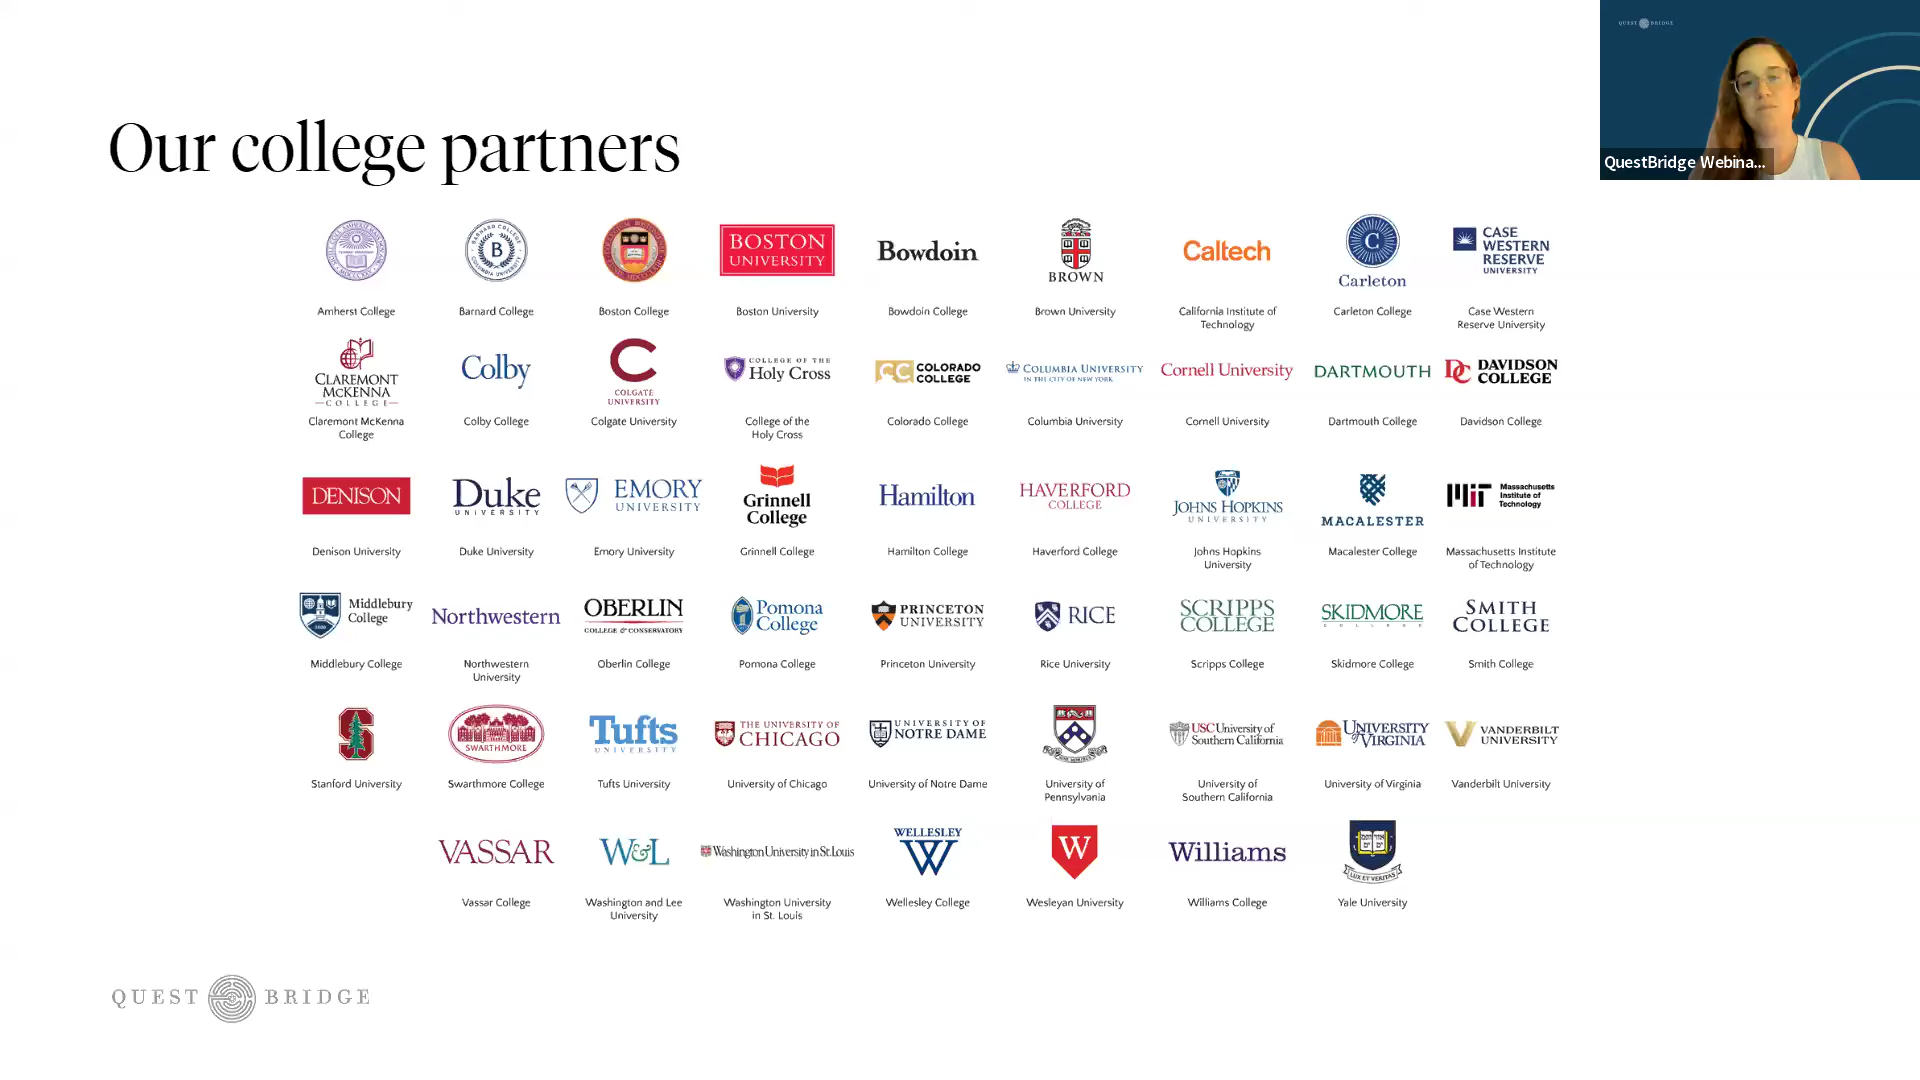 QUEST BRIDGE
QuestBridge Webina...
Our college partners
B
BOSTON
UNIVERSITY
Bowdoin
BROWN
Caltech
C
Carleton
CASE
WESTERN
RESERVE
UNIVERSITY
Amherst College
Barnard College
Boston College
Boston University
Bowdoin College
Brown University
California Institute of
Technology
Carleton College
Case Western
Reserve University
CLAREMONT
MCKENNA
COLLEGE
Colby
C
COLGATE
UNIVERSITY
COLLEGE OF THE
Holy Cross
CC
COLORADO
COLLEGE
COLUMBIA UNIVERSITY
IN THE CITY OF NEW YORK
Cornell University
DARTMOUTH
DC
DAVIDSON
COLLEGE
Claremont McKenna
College
Colby College
Colgate University
College of the
Holy Cross
Colorado College
Columbia University
Cornell University
Dartmouth College
Davidson College
DENISON
Duke
UNIVERSITY
EMORY
UNIVERSITY
Grinnell
College
Hamilton
HAVERFORD
COLLEGE
JOHNS HOPKINS
UNIVERSITY
MACALESTER
MIT
Massachusetts
Institute of
Technology
Denison University
Duke University
Emory University
Grinnell College
Hamilton College
Haverford College
Johns Hopkins
University
Macalester College
Massachusetts Institute
of Technology
Middlebury
College
Northwestern
OBERLIN
COLLEGE & CONSERVATORY
Pomona
College
PRINCETON
UNIVERSITY
RICE
SCRIPPS
COLLEGE
SKIDMORE
COLLEGE
SMITH
COLLEGE
Middlebury College
Northwestern
University
Oberlin College
Pomona College
Princeton University
Rice University
Scripps College
Skidmore College
Smith College
S
SWARTHMORE
Tufts
UNIVERSITY
THE UNIVERSITY OF
CHICAGO
UNIVERSITY OF
NOTRE DAME
USC University of
Southern California
UNIVERSITY
of VIRGINIA
V
VANDERBILT
UNIVERSITY
Stanford University
Swarthmore College
Tufts University
University of Chicago
University of Notre Dame
University of
Pennsylvania
University of
Southern California
University of Virginia
Vanderbilt University
VASSAR
W&L
Washington University in St. Louis
WELLESLEY
W
W
Williams
LUX ET VERITAS
Vassar College
Washington and Lee
University
Washington University
in St. Louis
Wellesley College
Wesleyan University
Williams College
Yale University
QUEST BRIDGE